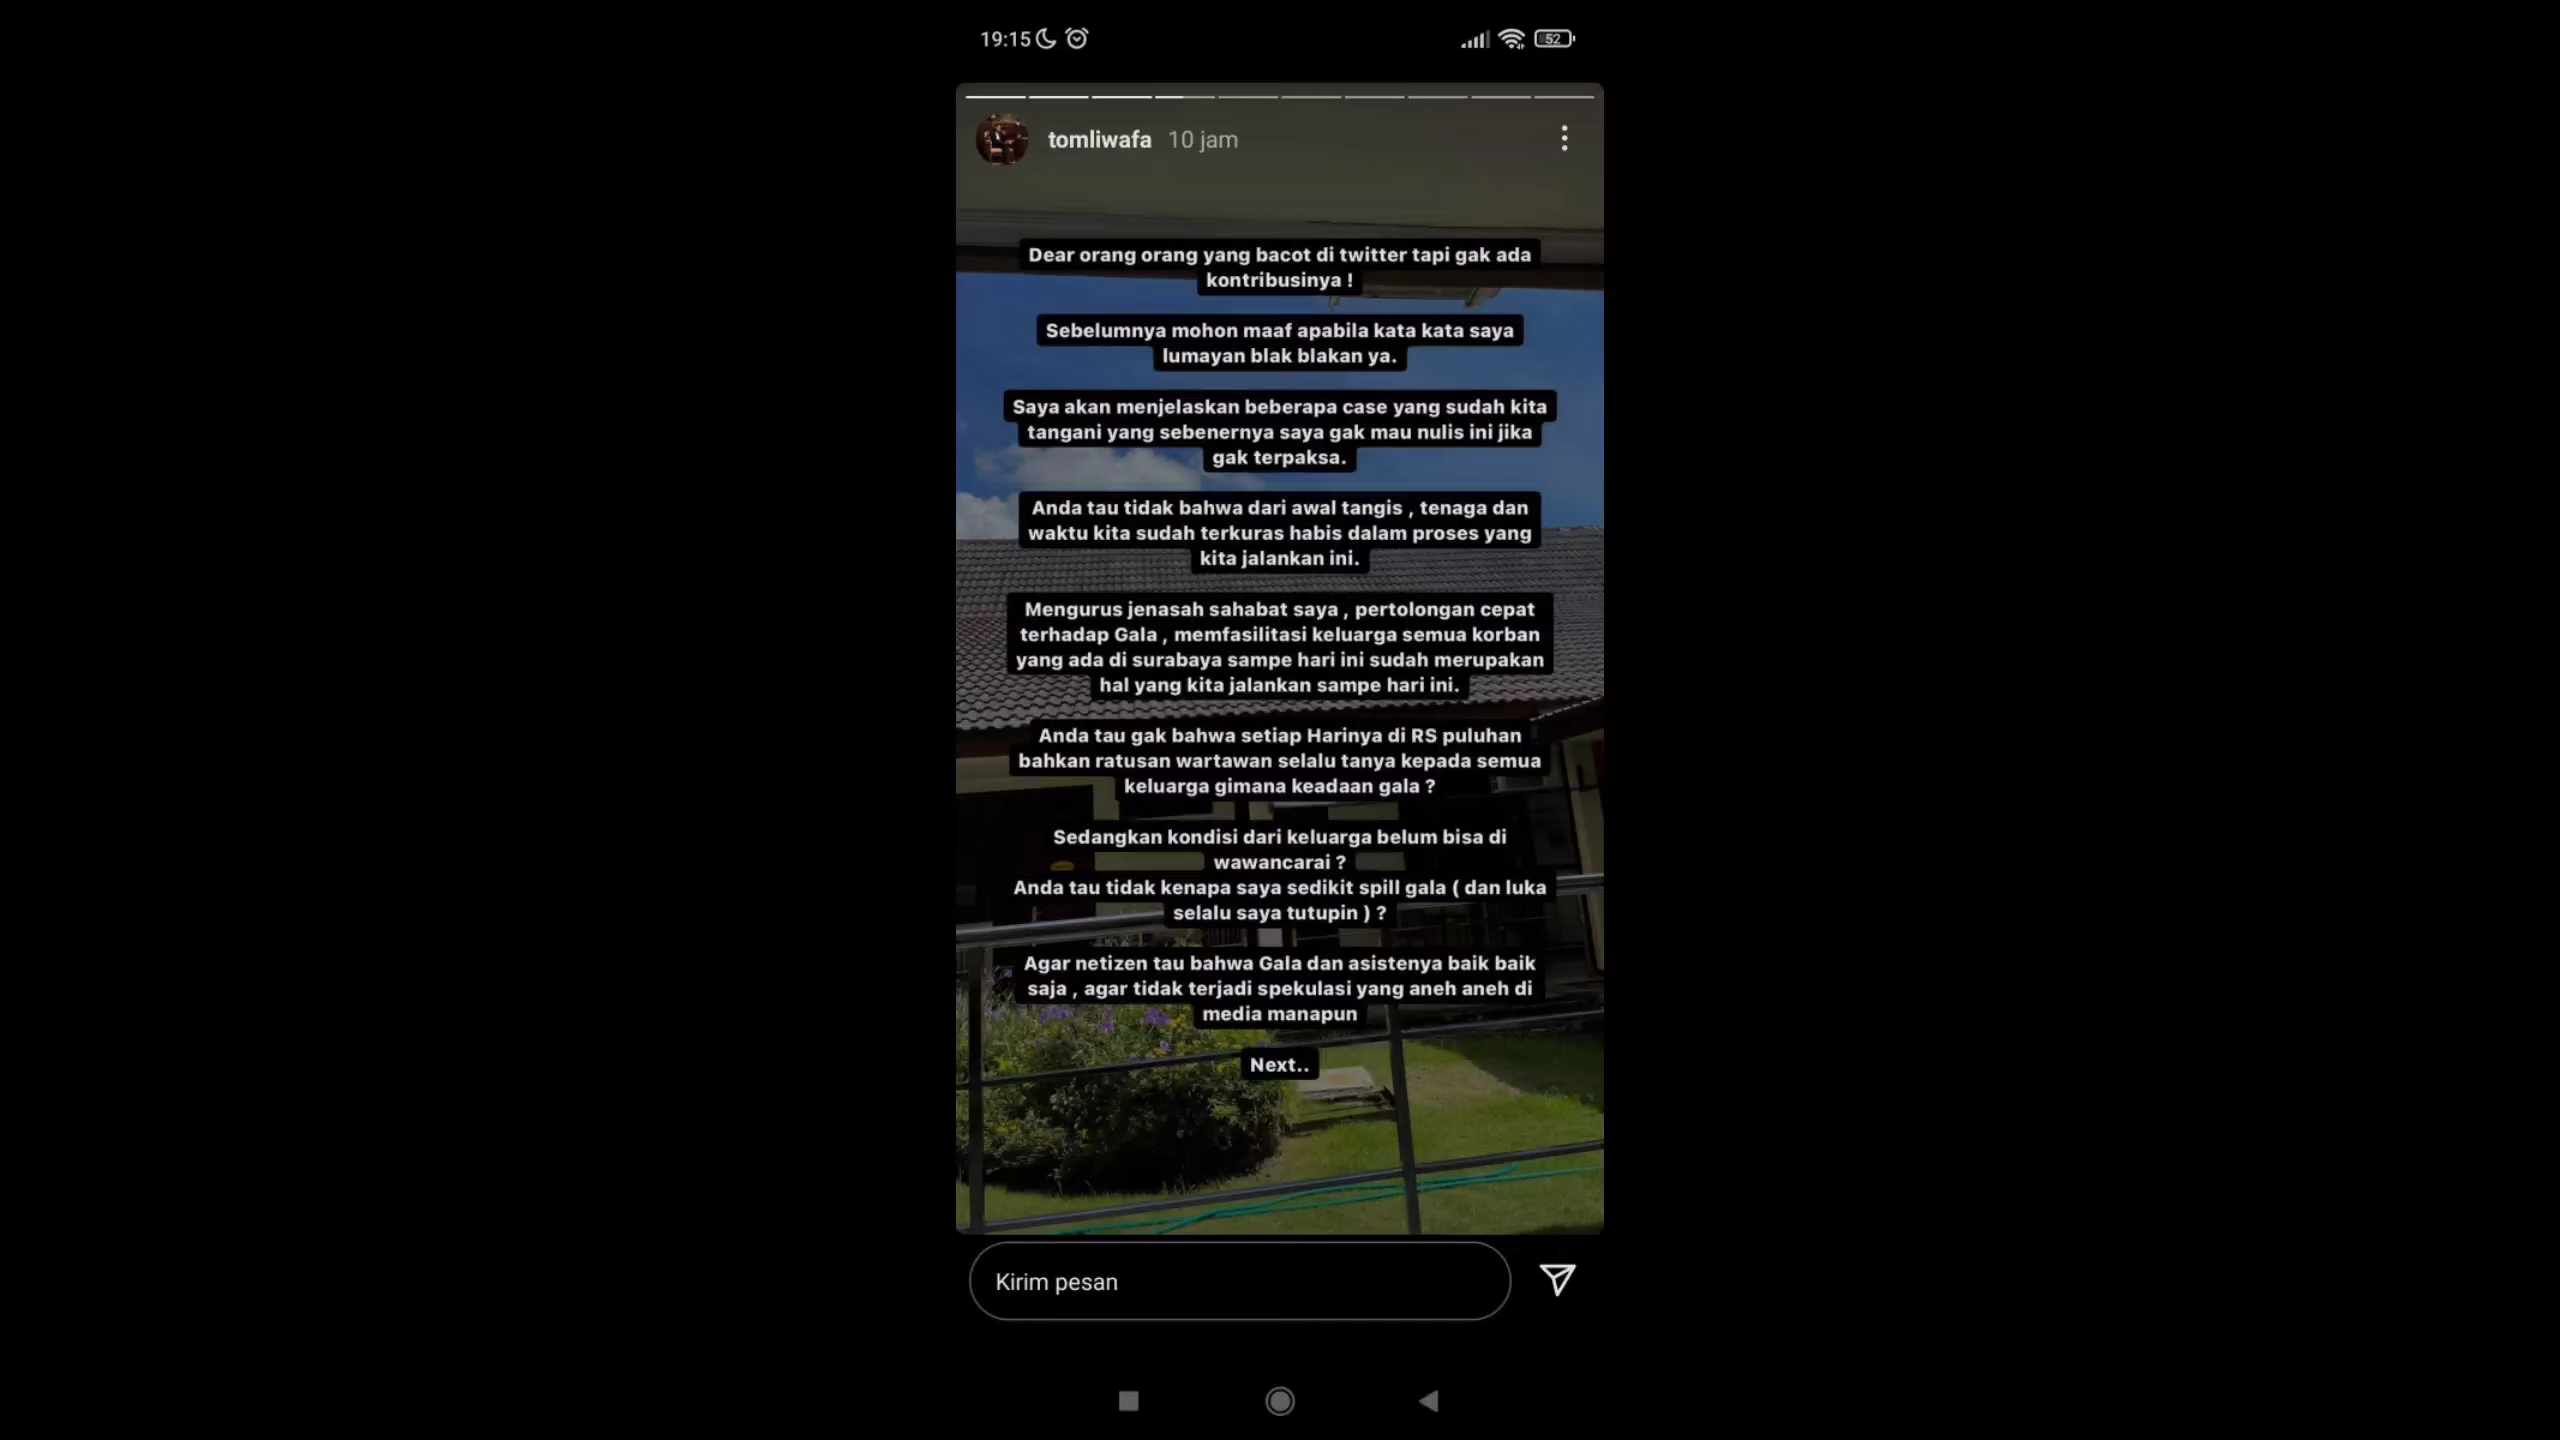 19:15
52
tomliwafa 10 jam
Dear orang orang yang bacot di twitter tapi gak ada
kontribusinya !
Sebelumnya mohon maaf apabila kata kata saya
lumayan blak blakan ya.
Saya akan menjelaskan beberapa case yang sudah kita
tangani yang sebenernya saya gak mau nulis ini jika
gak terpaksa.
Anda tau tidak bahwa dari awal tangis , tenaga dan
waktu kita sudah terkuras habis dalam proses yang
kita jalankan ini.
Mengurus jenasah sahabat saya , pertolongan cepat
terhadap Gala , memfasilitasi keluarga semua korban
yang ada di surabaya sampe hari ini sudah merupakan
hal yang kita jalankan sampe hari ini.
Anda tau gak bahwa setiap Harinya di RS puluhan
bahkan ratusan wartawan selalu tanya kepada semua
keluarga gimana keadaan gala ?
Sedangkan kondisi dari keluarga belum bisa di
wawancarai ?
Anda tau tidak kenapa saya sedikit spill gala ( dan luka
selalu saya tutupin ) ?
Agar netizen tau bahwa Gala dan asistenya baik baik
saja , agar tidak terjadi spekulasi yang aneh aneh di
media manapun
Next..
Kirim pesan